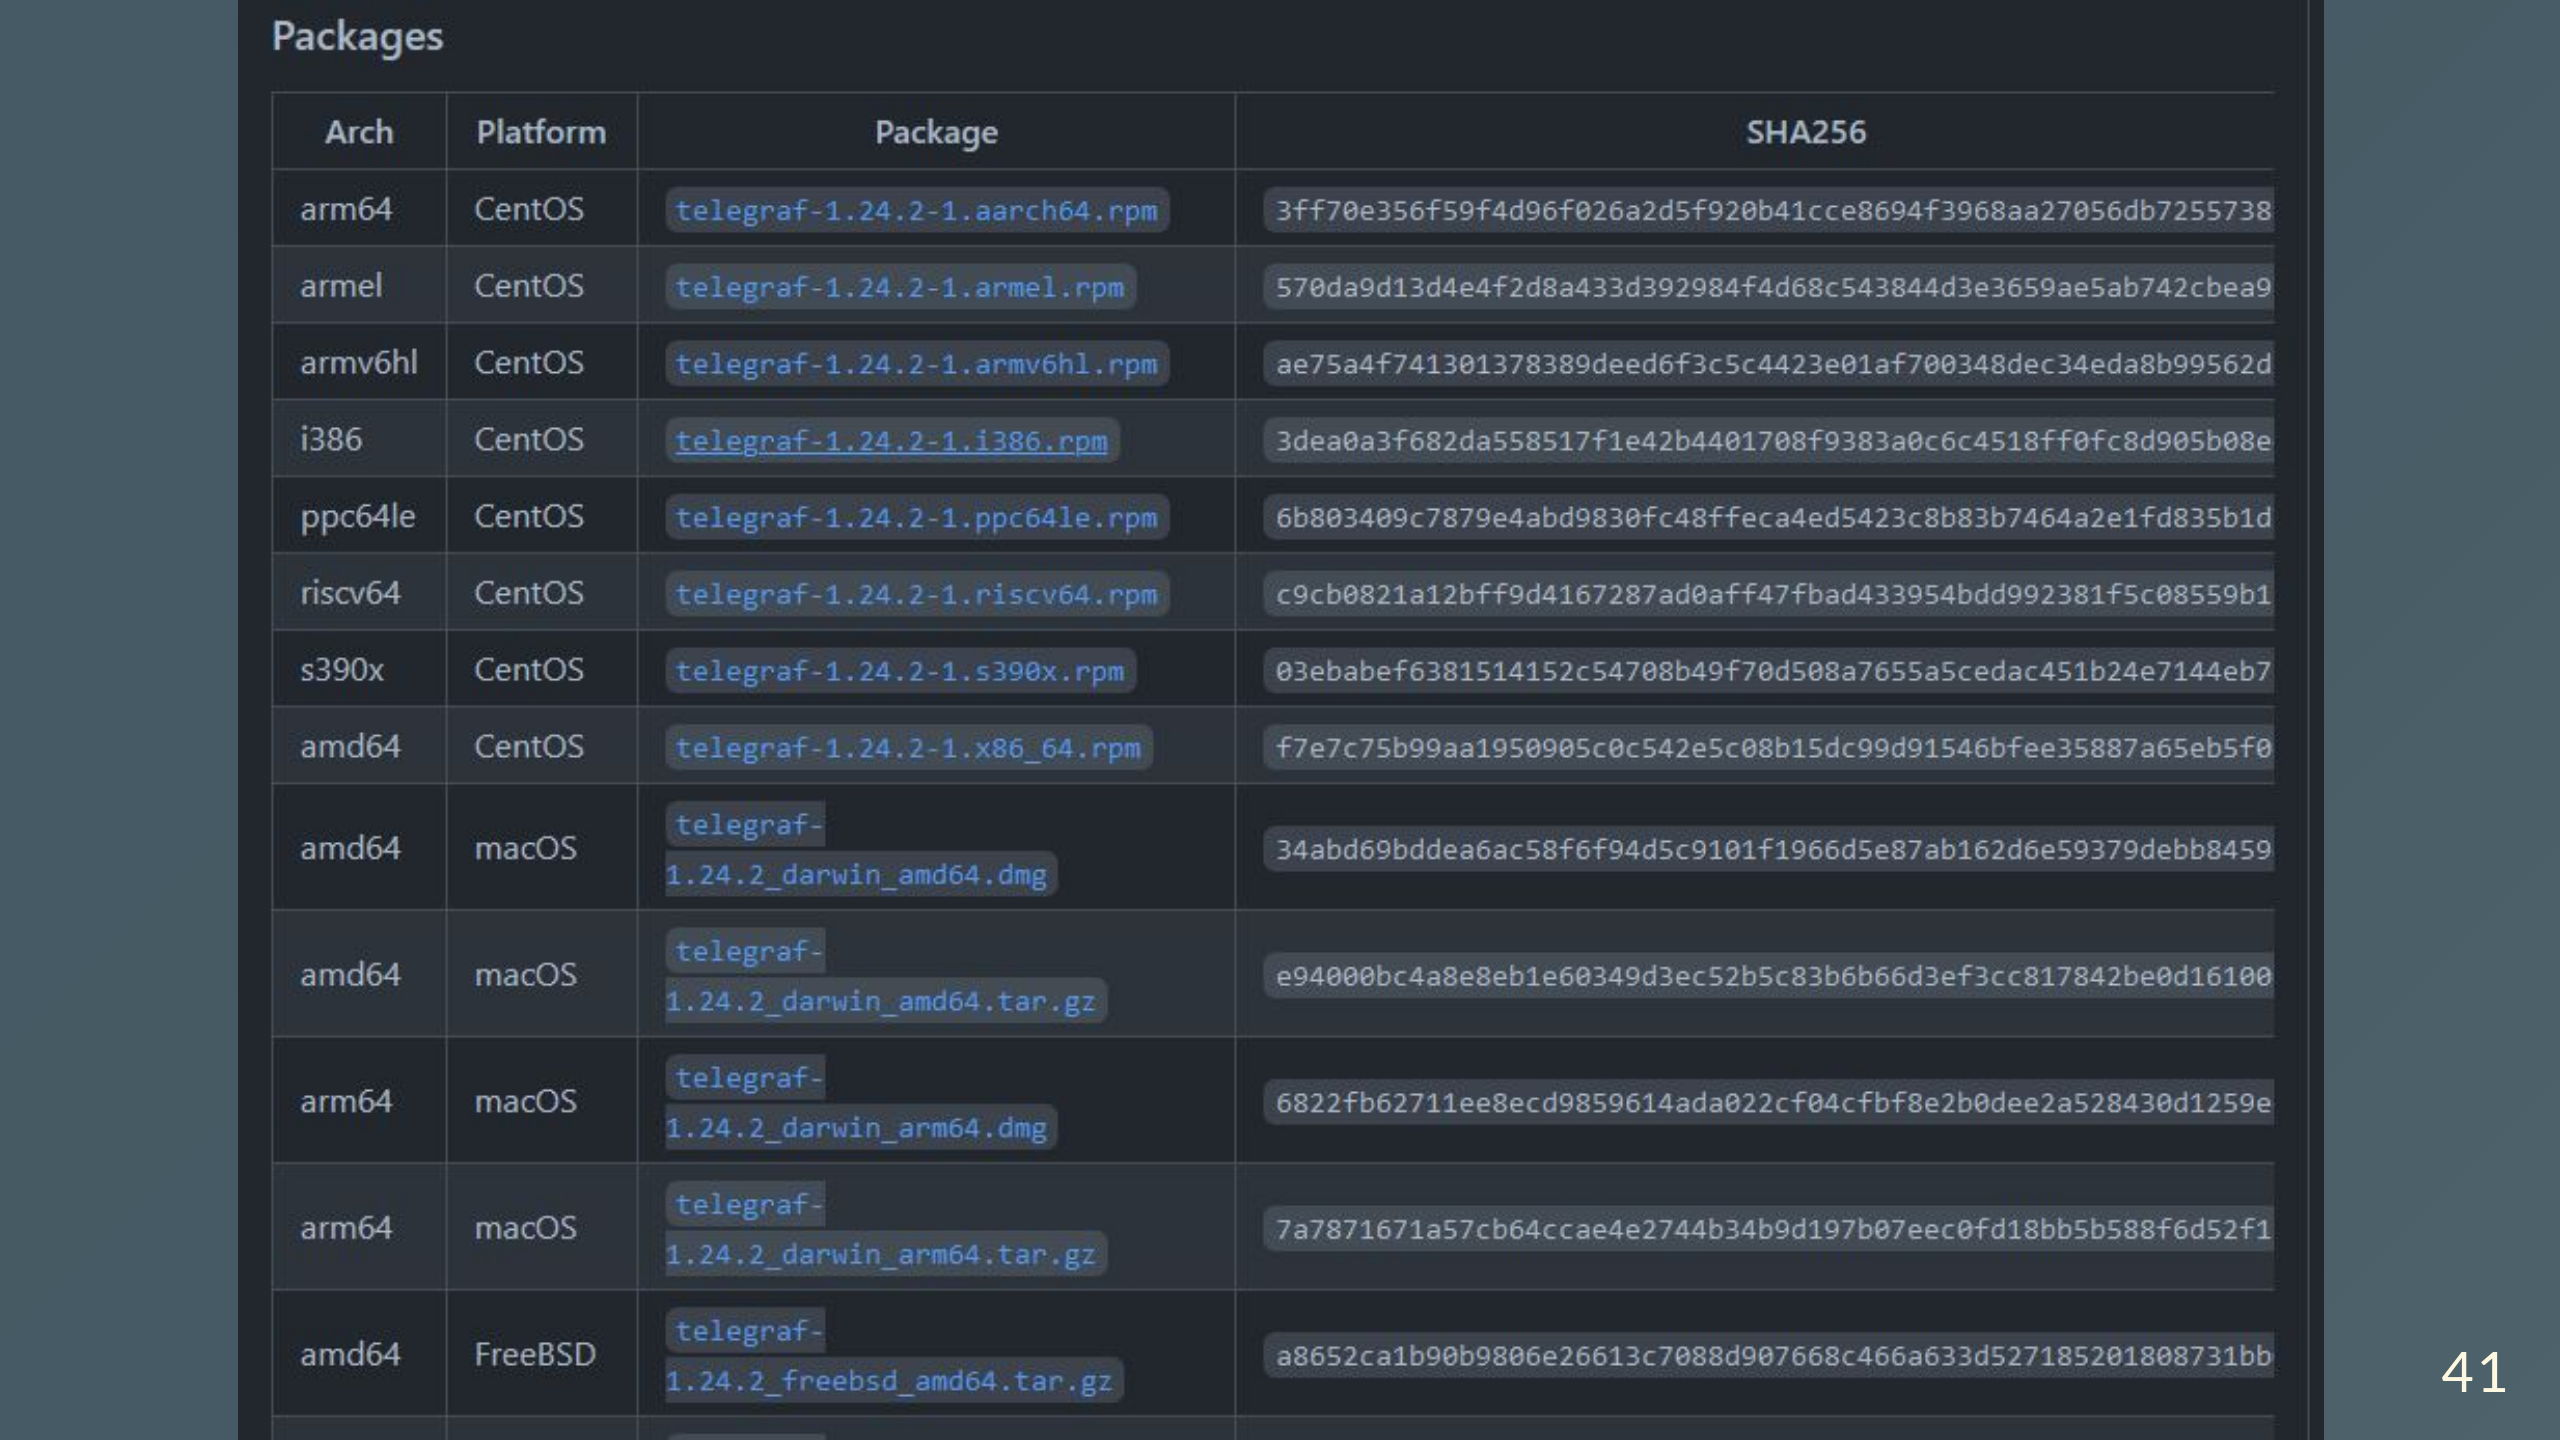 Packages
Arch Platform Package SHA256
arm64 CentOS telegraf-1.24.2-1.aarch64.rpm 3ff70e356f59f4d96f026a2d5f920b41cce8694f3968aa27056db7255738
armel CentOS telegraf-1.24.2-1.armel.rpm 570da9d13d4e4f2d8a433d392984f4d68c543844d3e3659ae5ab742cbea9
armv6hl CentOS telegraf-1.24.2-1.armv6hl.rpm ae75a4f741301378389deed6f3c5c4423e01af700348dec34eda8b99562d
i386 CentOS telegraf-1.24.2-1.i386.rpm 3dea0a3f682da558517f1e42b4401708f9383a0c6c4518ff0fc8d905b08e
ppc64le CentOS telegraf-1.24.2-1.ppc64le.rpm 6b803409c7879e4abd9830fc48ffeca4ed5423c8b83b7464a2e1fd835b1d
riscv64 CentOS telegraf-1.24.2-1.riscv64.rpm c9cb0821a12bff9d4167287ad0aff47fbad433954bdd992381f5c08559b1
s390x CentOS telegraf-1.24.2-1.s390x.rpm 03ebabef6381514152c54708b49f70d508a7655a5cedac451b24e7144eb7
amd64 CentOS telegraf-1.24.2-1.x86_64.rpm f7e7c75b99aa1950905c0c542e5c08b15dc99d91546bfee35887a65eb5f0
amd64 macOS telegraf-
1.24.2_darwin_amd64.dmg 34abd69bddea6ac58f6f94d5c9101f1966d5e87ab162d6e59379debb8459
amd64 macOS telegraf-
1.24.2_darwin_amd64.tar.gz e94000bc4a8e8eb1e60349d3ec52b5c83b6b66d3ef3cc817842be0d16100
arm64 macOS telegraf-
1.24.2_darwin_arm64.dmg 6822fb62711ee8ecd9859614ada022cf04cfbf8e2b0dee2a528430d1259e
arm64 macOS telegraf-
1.24.2_darwin_arm64.tar.gz 7a7871671a57cb64ccae4e2744b34b9d197b07eec0fd18bb5b588f6d52f1
amd64 FreeBSD telegraf-
1.24.2_freebsd_amd64.tar.gz a8652ca1b90b9806e26613c7088d907668c466a633d527185201808731bb
41